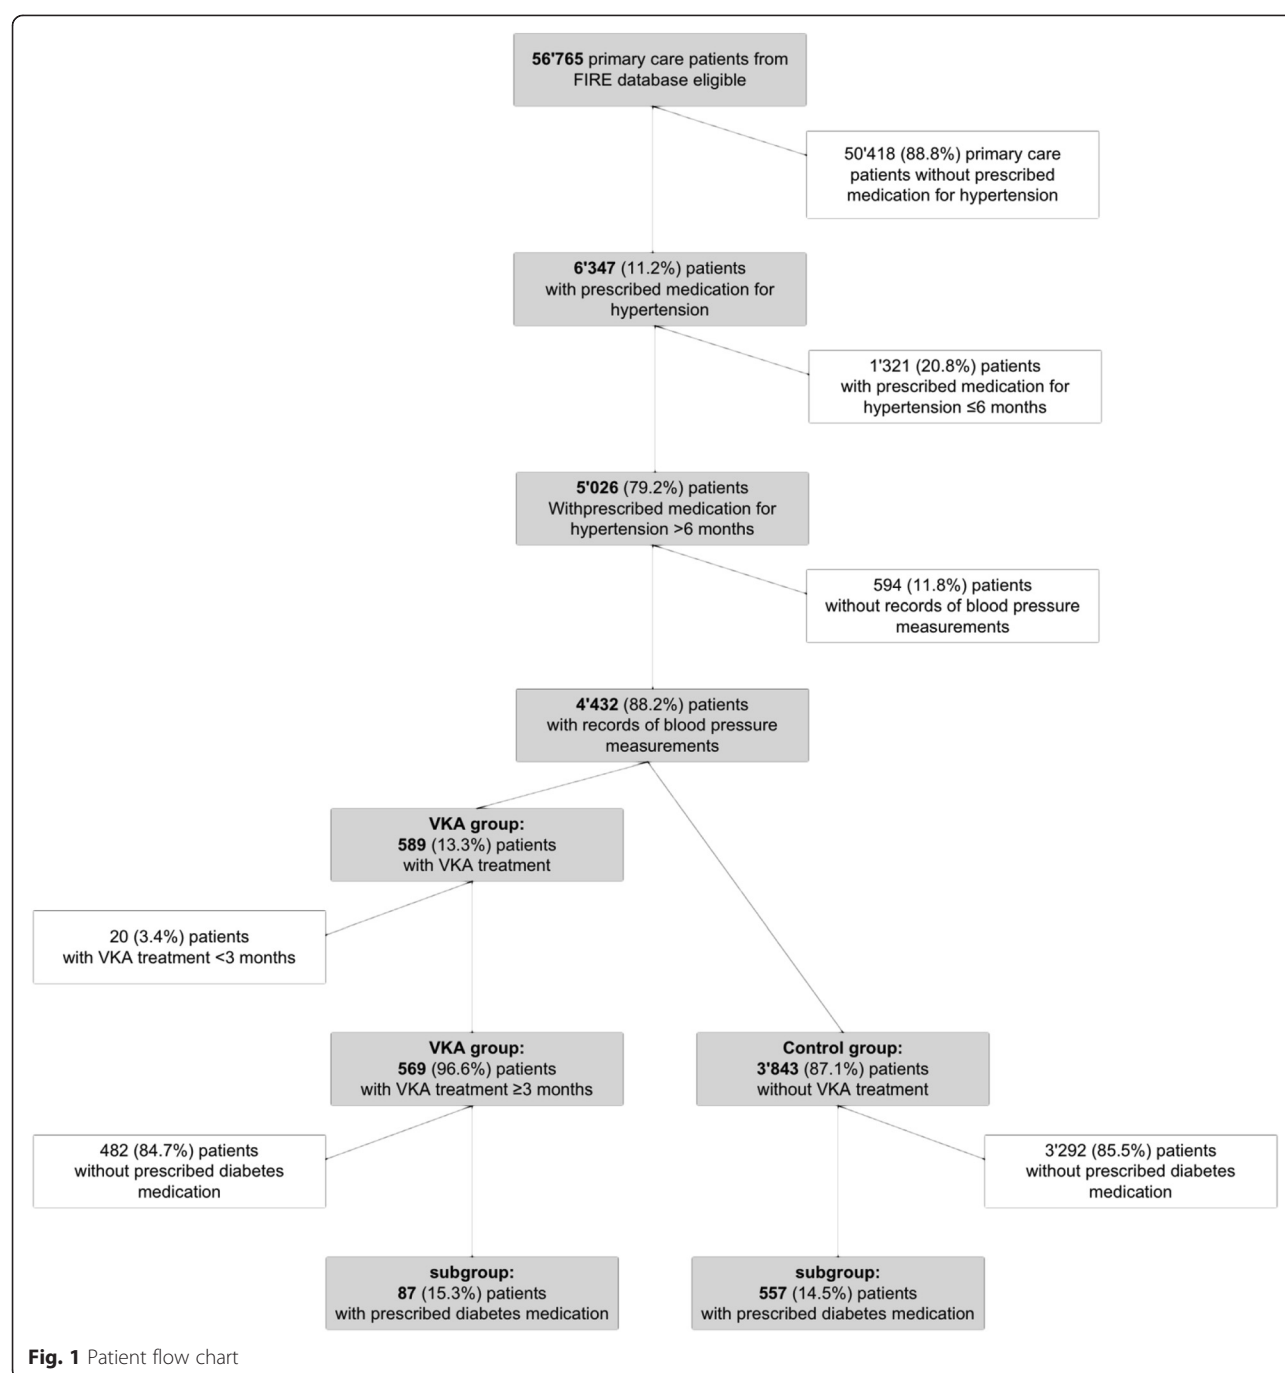 56'765 primary care patients from
FIRE database eligible
50'418 (88.8%) primary care
patients without prescribed
medication for hypertension
6'347 (11.2%) patients
with prescribed medication for
hypertension
1'321 (20.8%) patients
with prescribed medication for
hypertension ≤6 months
5'026 (79.2%) patients
Withprescribed medication for
hypertension >6 months
594 (11.8%) patients
without records of blood pressure
measurements
4'432 (88.2%) patients
with records of blood pressure
measurements
VKA group:
589 (13.3%) patients
with VKA treatment
20 (3.4%) patients
with VKA treatment <3 months
VKA group:
569 (96.6%) patients
with VKA treatment ≥3 months
Control group:
3'843 (87.1%) patients
without VKA treatment
482 (84.7%) patients
without prescribed diabetes
medication
3'292 (85.5%) patients
without prescribed diabetes
medication
subgroup:
87 (15.3%) patients
with prescribed diabetes medication
subgroup:
557 (14.5%) patients
with prescribed diabetes medication
Fig. 1 Patient flow chart